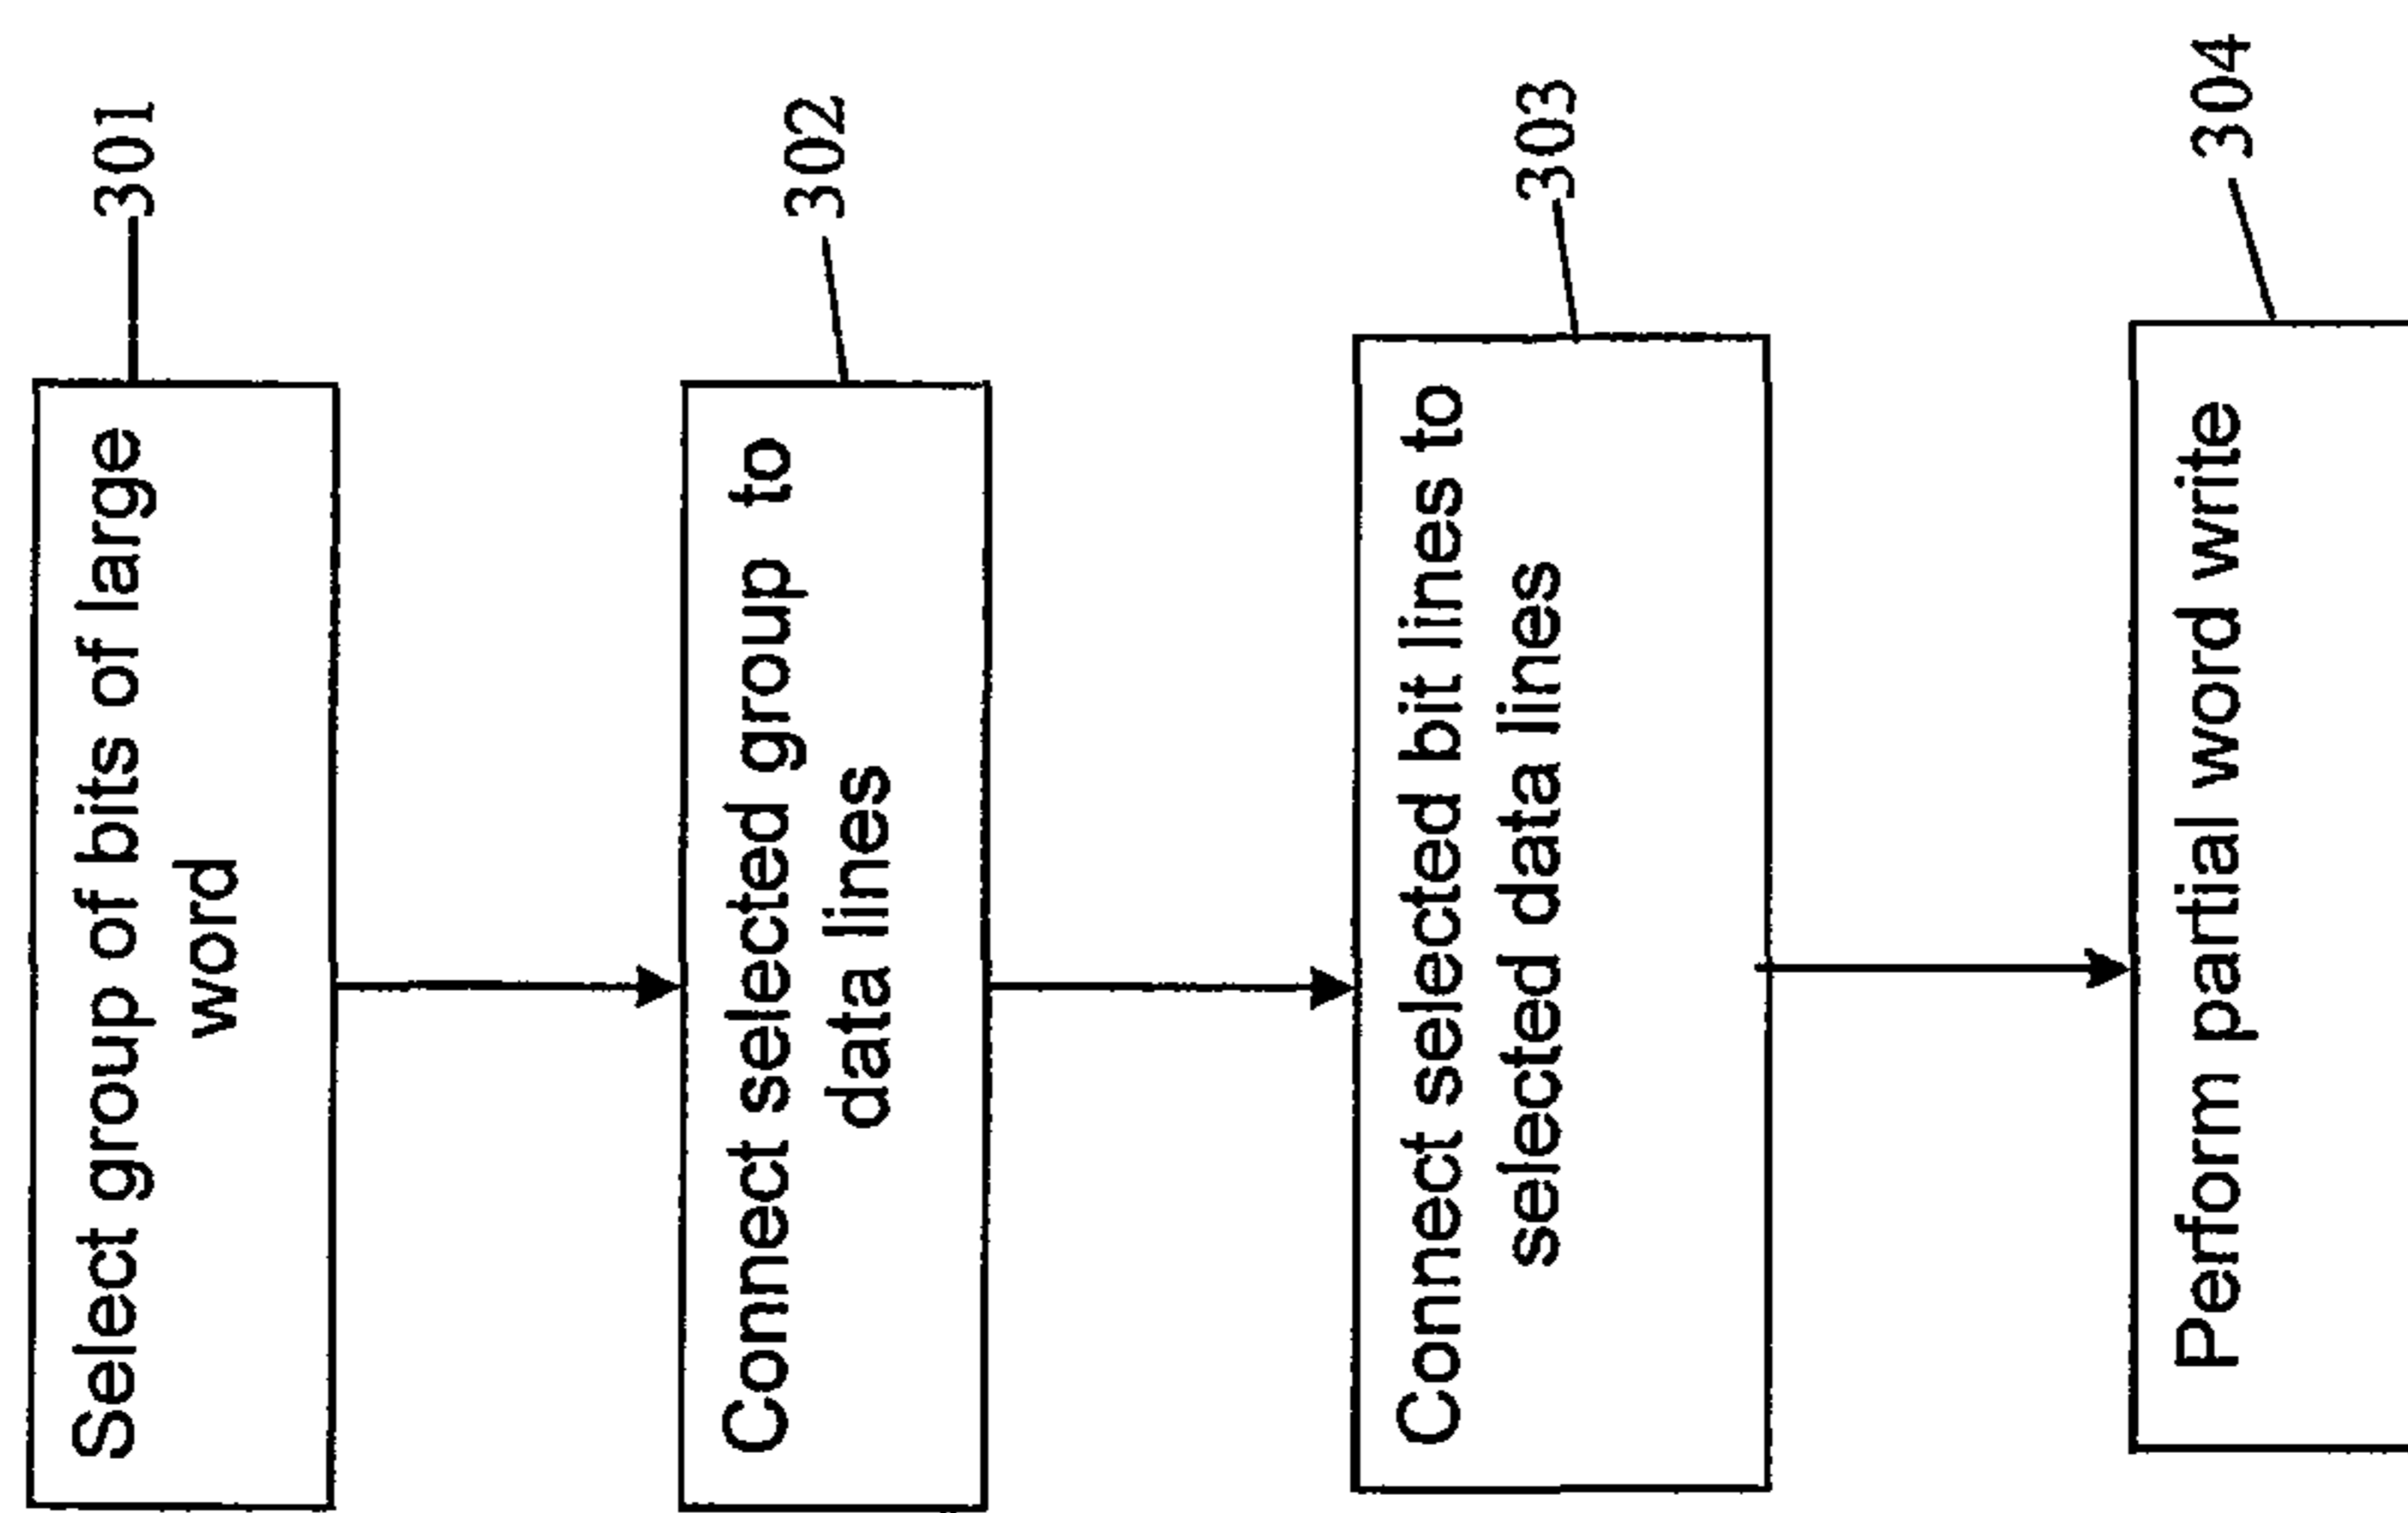 Select group of bits of large
word
301
Connect selected group to
data lines
302
Connect selected bit lines to
selected data lines
303
Perform partial word write
304